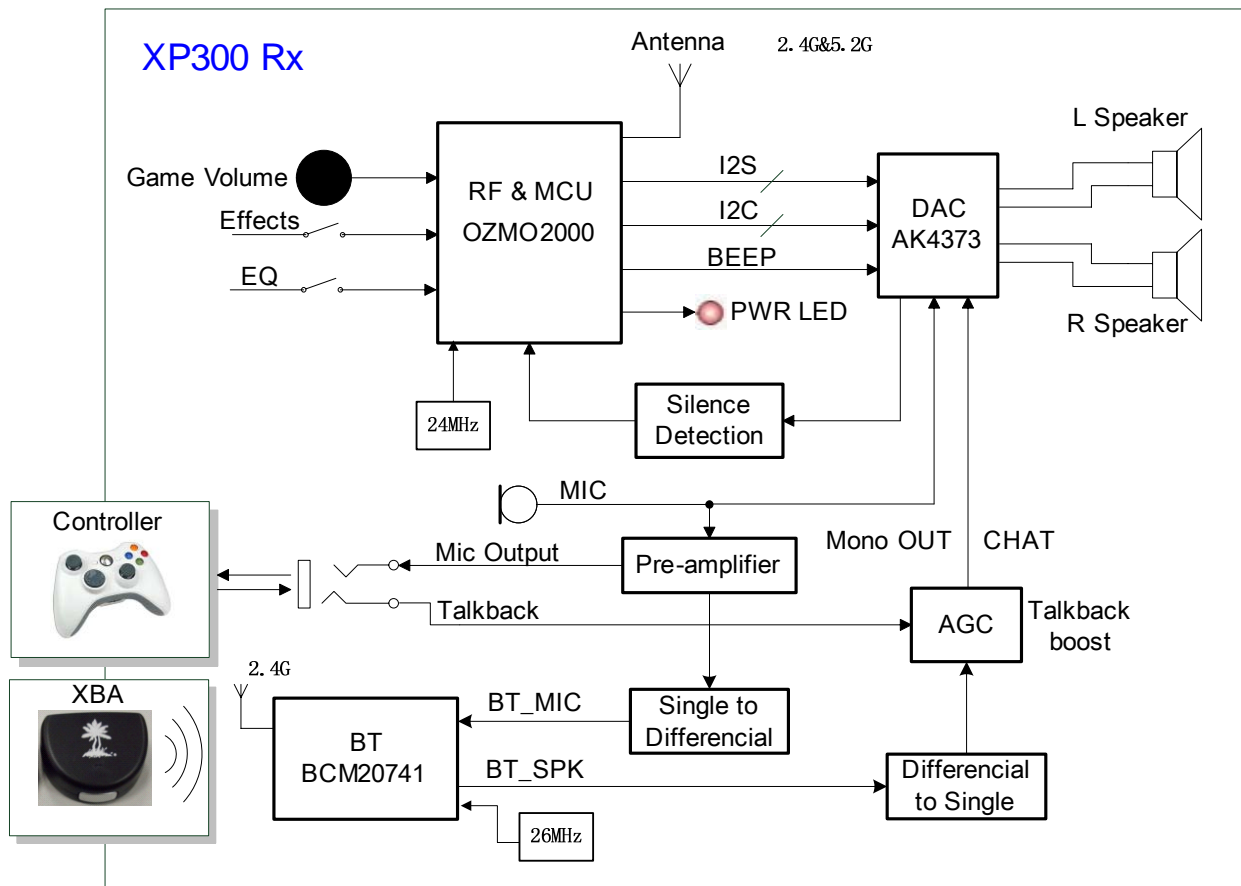 XP300 Rx
Antenna
2.4G&5.2G
L Speaker
Game Volume
Effects
EQ
RF & MCU
OZMO2000
I2S
I2C
BEEP
PWR LED
DAC
AK4373
R Speaker
24MHz
Silence
Detection
MIC
Controller
Mic Output
Pre-amplifier
Mono OUT
CHAT
Talkback
AGC
Talkback
boost
XBA
2.4G
BT
BCM20741
BT_MIC
Single to
Differencial
BT_SPK
Differencial
to Single
26MHz